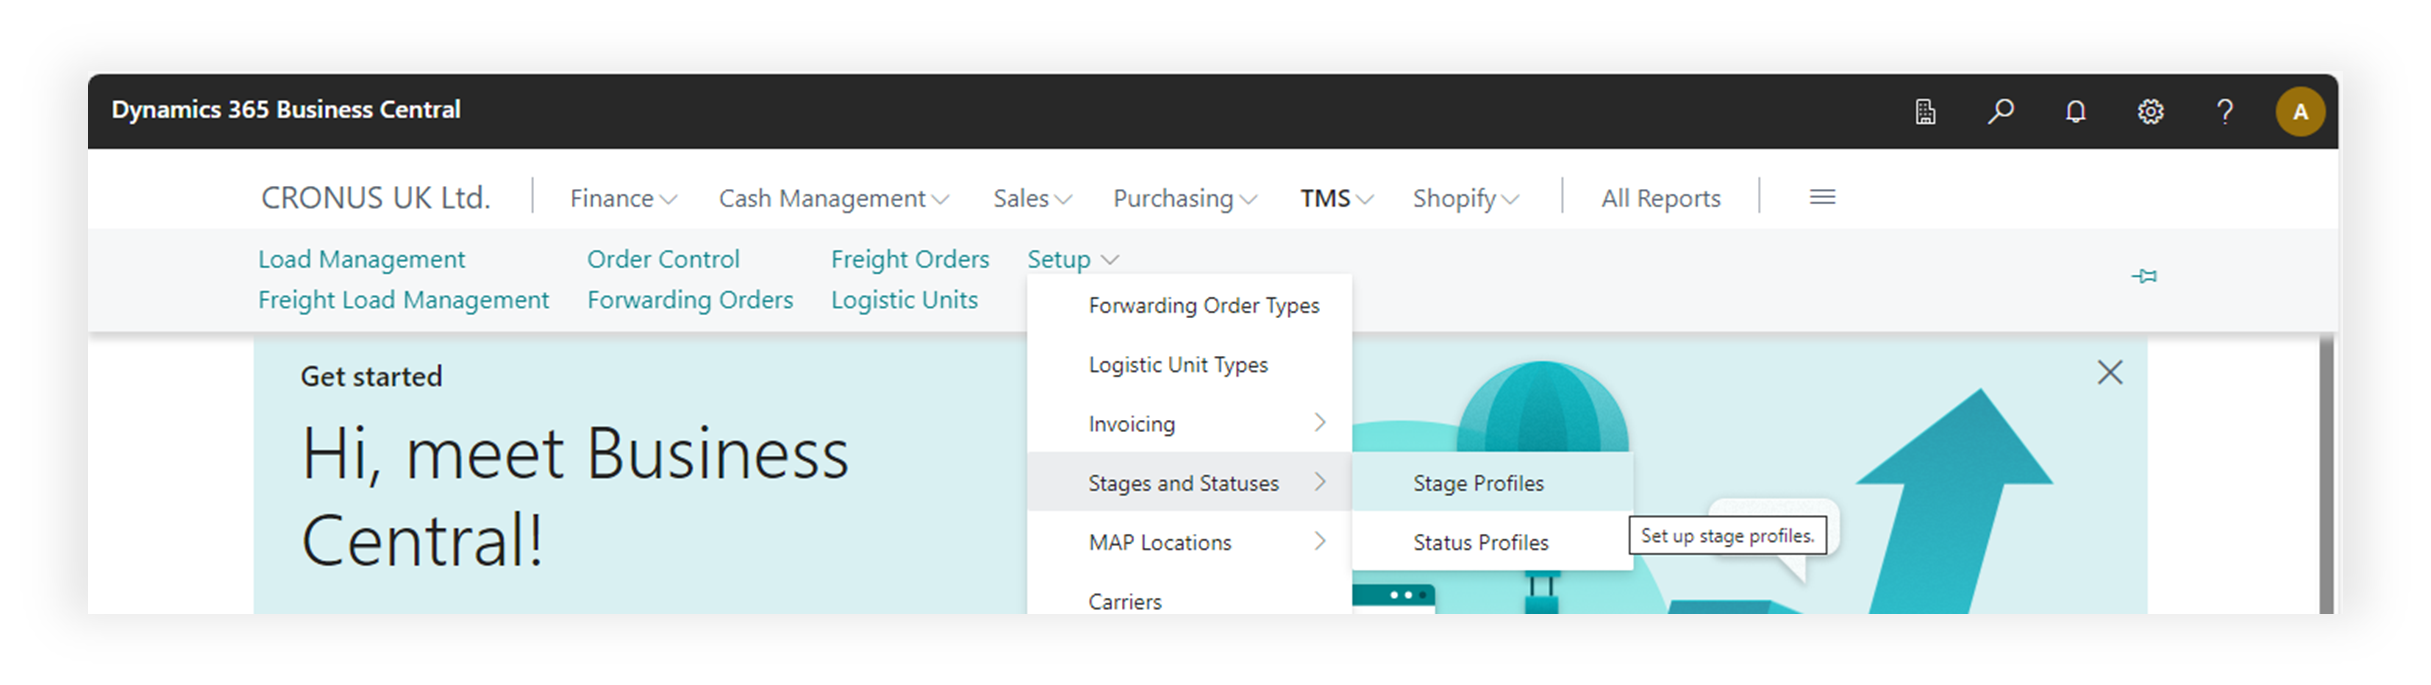 Dynamics 365 Business Central
A
CRONUS UK Ltd.
Finance
Cash Management
Sales
Purchasing
TMS
Shopify
All Reports
Load Management
Order Control
Freight Orders
Setup
Freight Load Management
Forwarding Orders
Logistic Units
Forwarding Order Types
Logistic Unit Types
Invoicing
Stages and Statuses
MAP Locations
Carriers
Stage Profiles
Status Profiles
Set up stage profiles.
Get started
Hi, meet Business
Central!